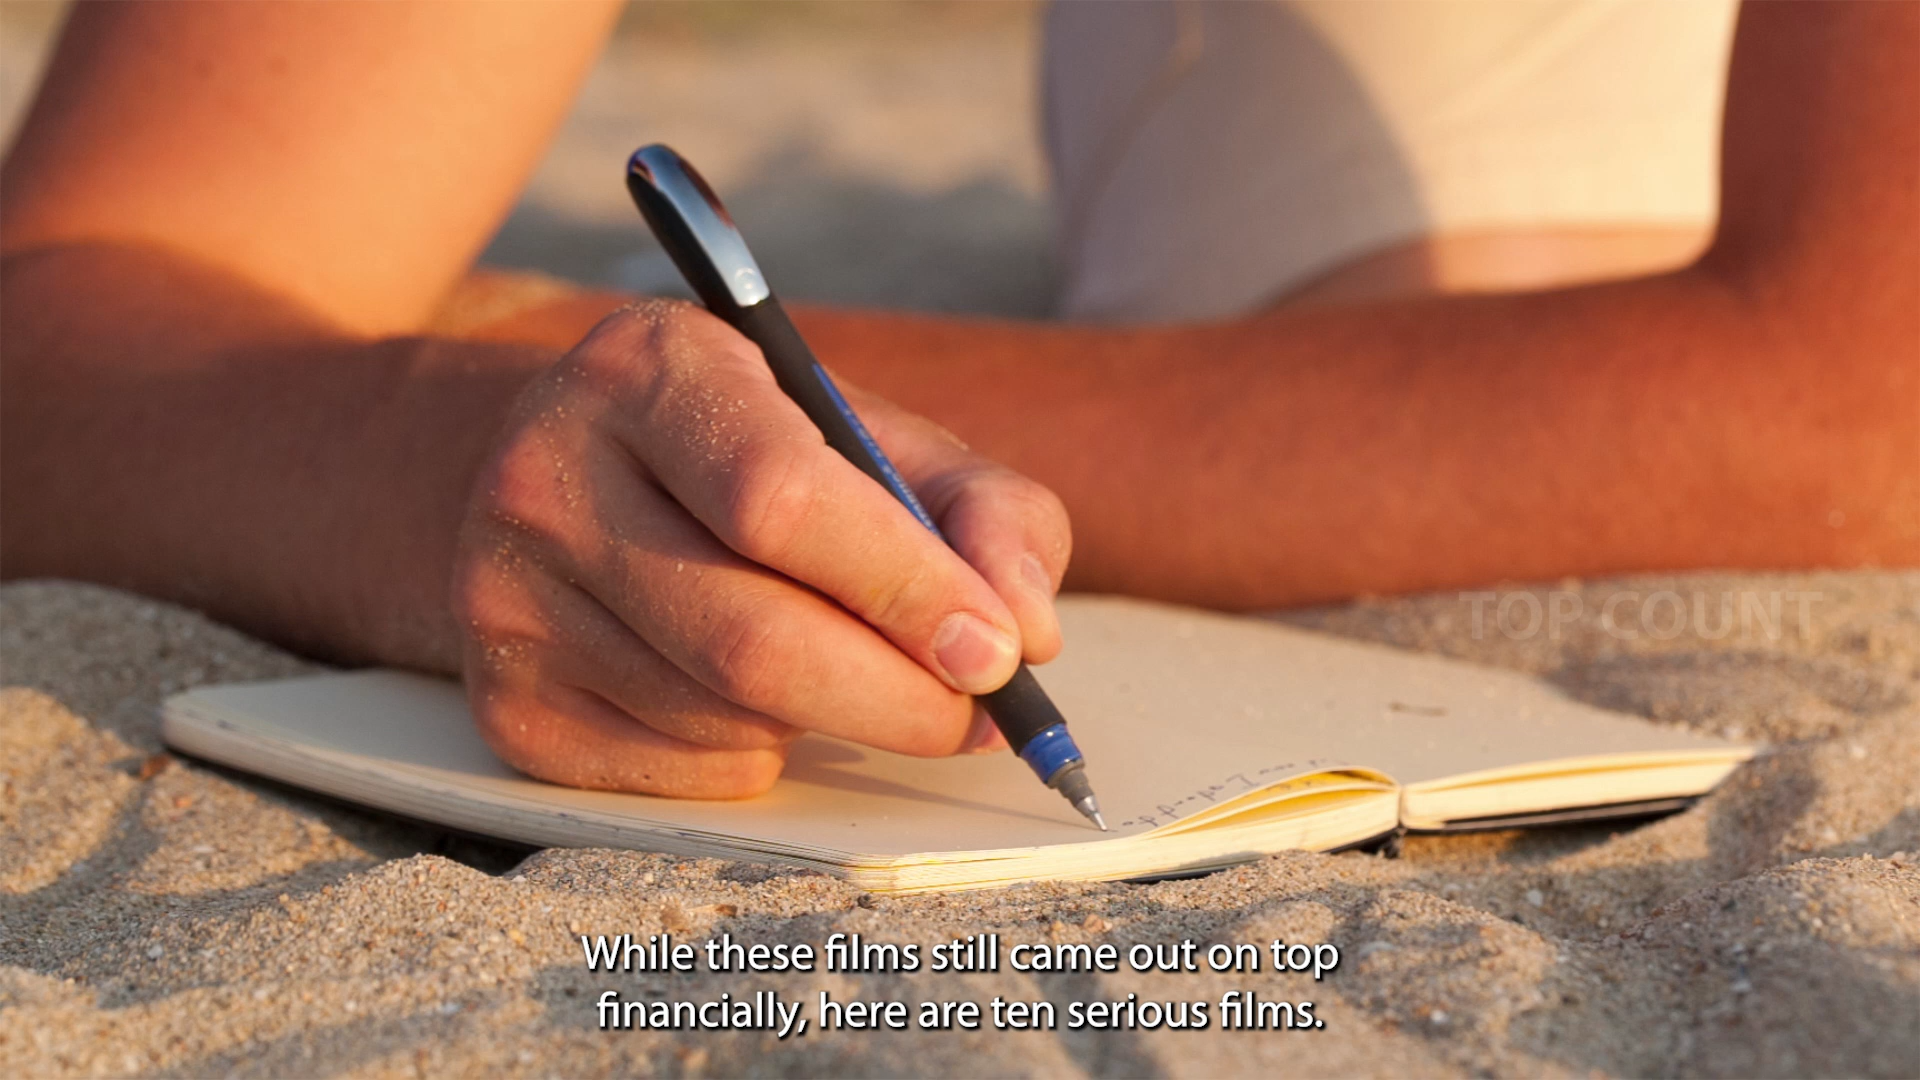 TOP COUNT
While these films still came out on top
financially, here are ten serious films.